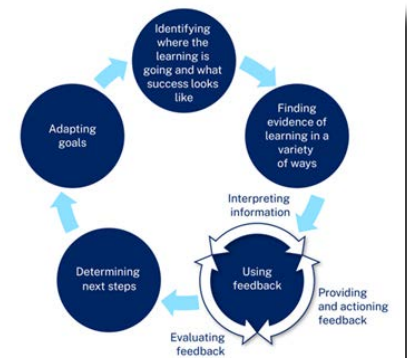 Identifying
where the
learning is
going and what
success looks
like
Finding
evidence of
learning in a
variety
of ways
Interpreting
information
Using
feedback
Providing
and actioning
feedback
Evaluating
feedback
Determining
next steps
Adapting
goals